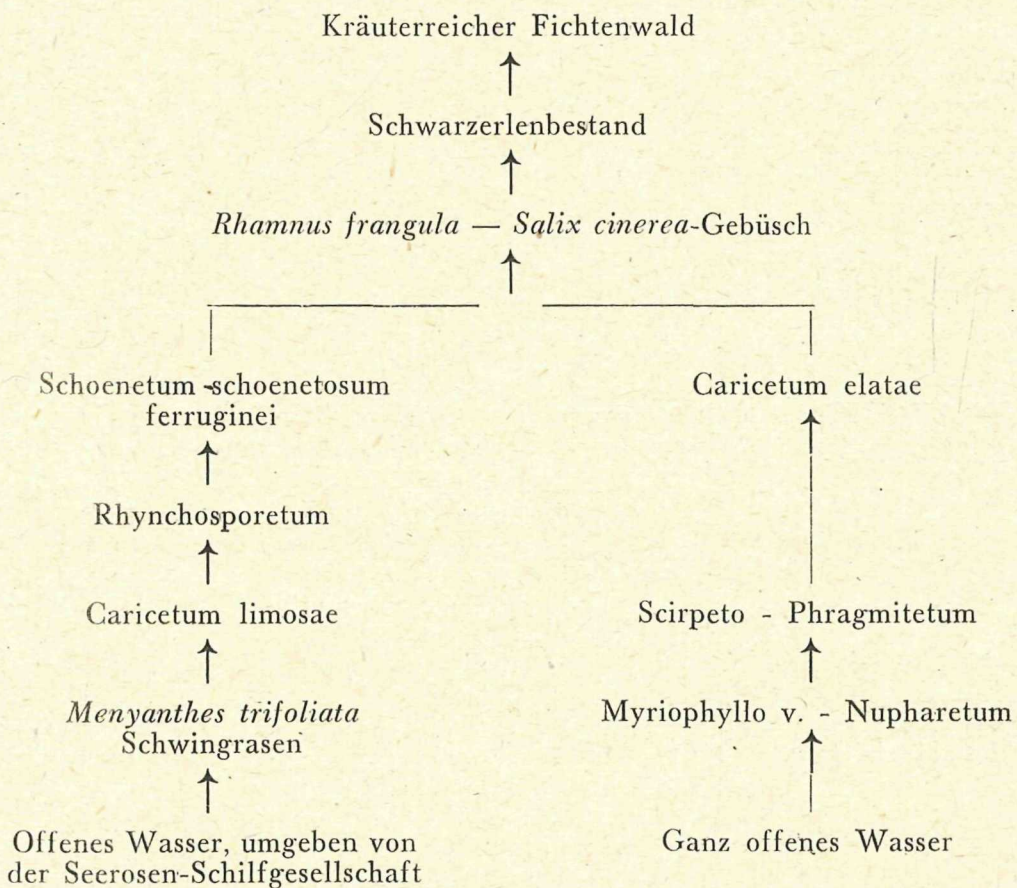 Kräuterreicher Fichtenwald
Schwarzerlenbestand
Rhamnus frangula — Salix cinerea-Gebüsch
Schoenetum-schoenetosum
ferruginei
Caricetum elatae
Rhynchosporetum
Caricetum limosae
Scirpeto - Phragmitetum
Menyanthes trifoliata
Schwingrasen
Myriophyllo v. - Nupharetum
Offenes Wasser, umgeben von
der Seerosen-Schilfgesellschaft
Ganz offenes Wasser